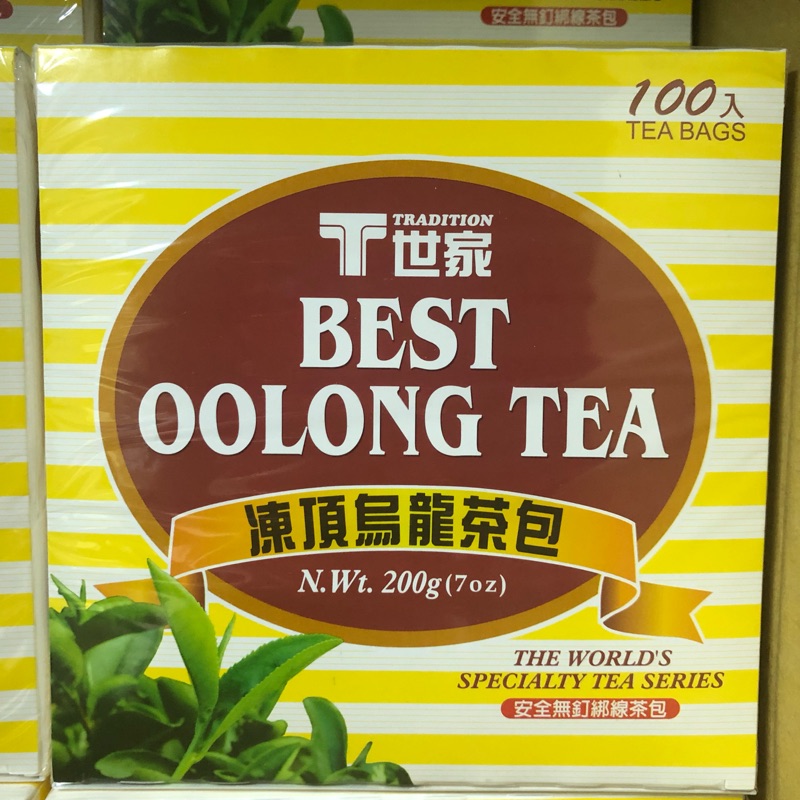 安全無釘綁線茶包
100入
TEA BAGS
TRADITION
世家
BEST
OOLONG TEA
凍頂烏龍茶包
N.Wt. 200g(7oz)
THE WORLD'S
SPECIALTY TEA SERIES
安全無釘綁線茶包